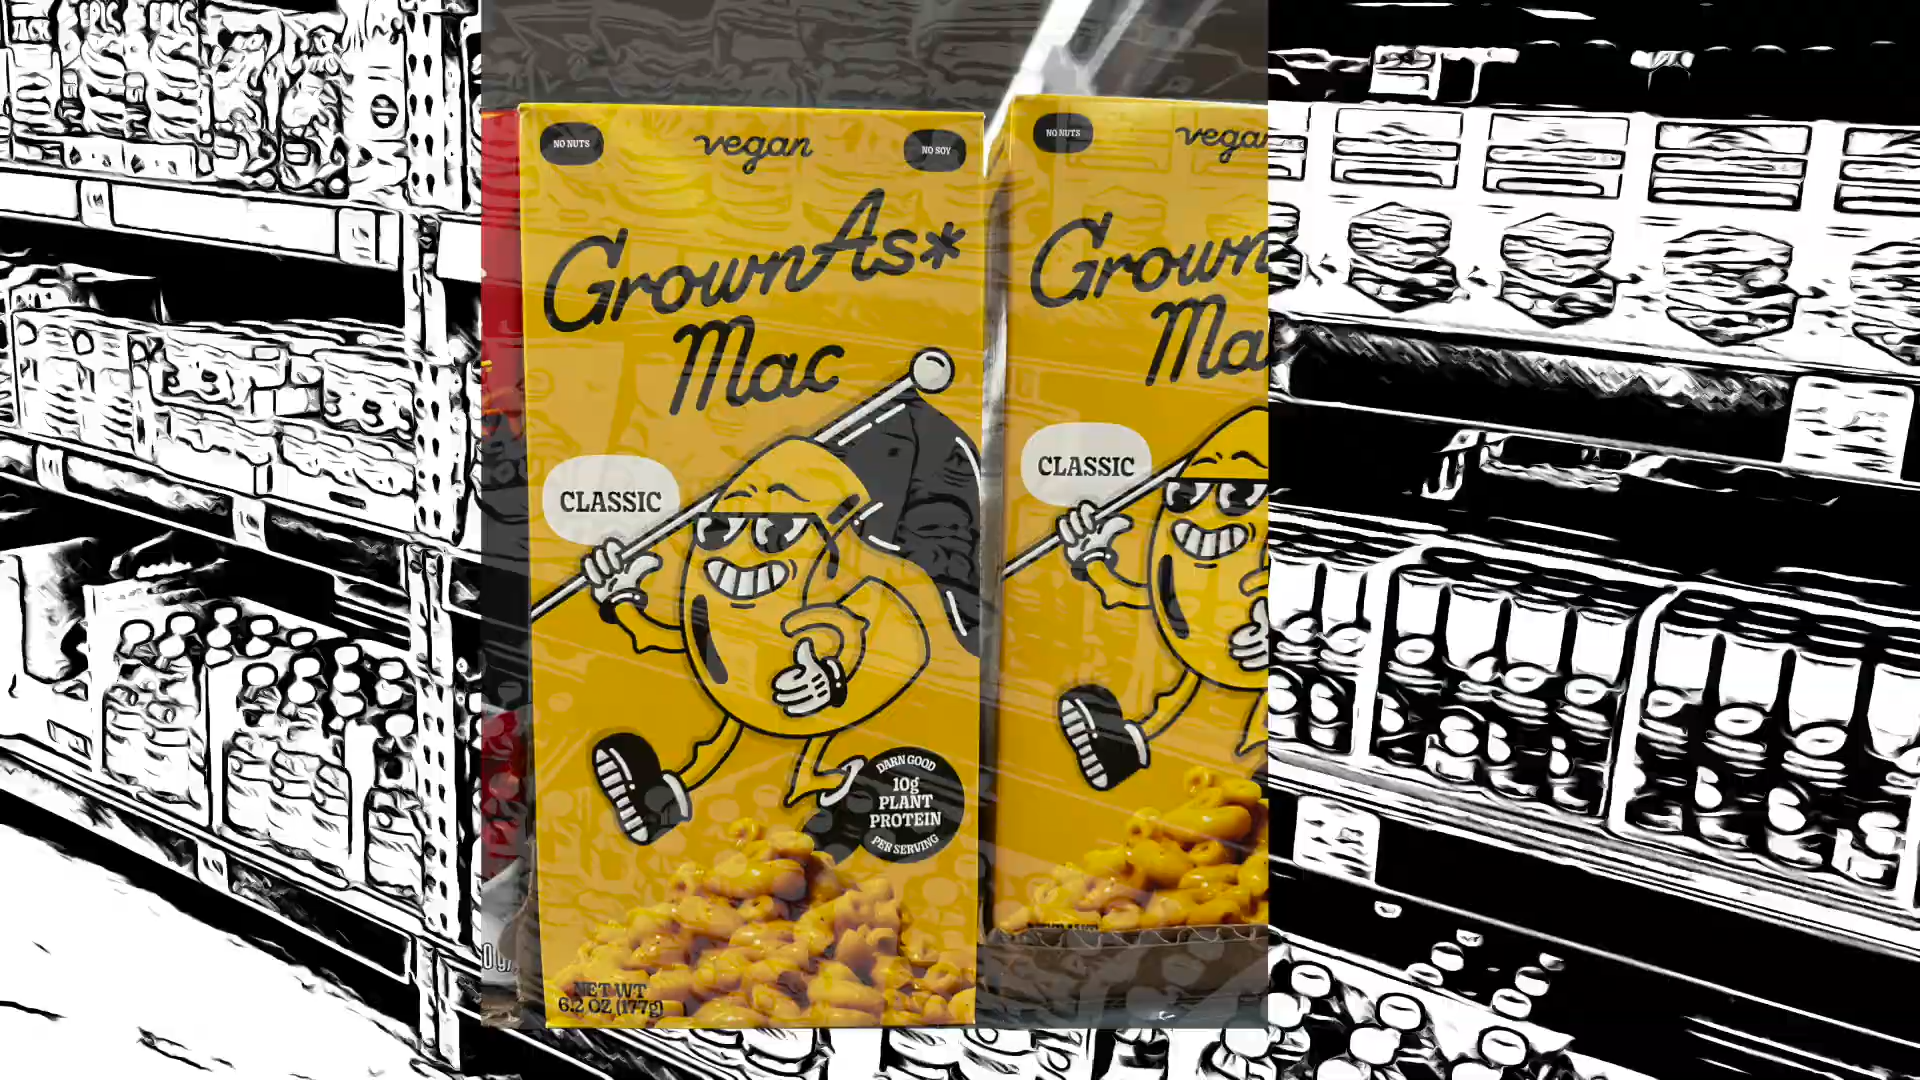 NO NUTS
vegan
NO SOY
GrownAs*
Mac
CLASSIC
DARN GOOD
10g
PLANT
PROTEIN
PER SERVING
NET WT
6.2 OZ (177g)
NO NUTS
vegan
Grown
Ma
CLASSIC